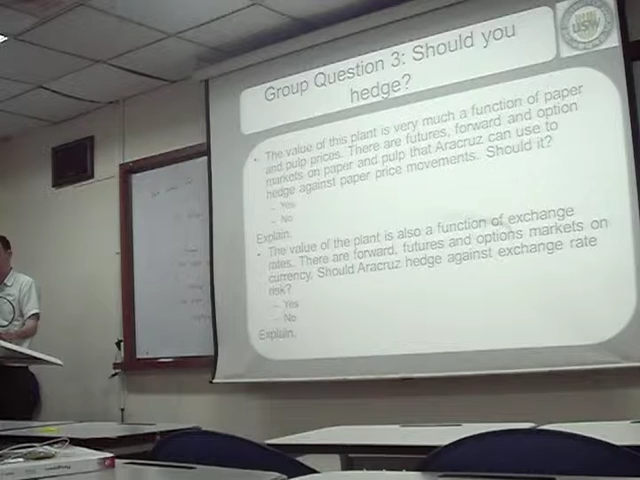 Group Question 3: Should you
hedge?
USM
• The value of this plant is very much a function of paper
and pulp prices. There are futures, forward and option
markets on paper and pulp that Aracruz can use to
hedge against paper price movements. Should it?
– Yes
– No
Explain.
• The value of the plant is also a function of exchange
rates. There are forward, futures and options markets on
currency. Should Aracruz hedge against exchange rate
risk?
– Yes
– No
Explain.